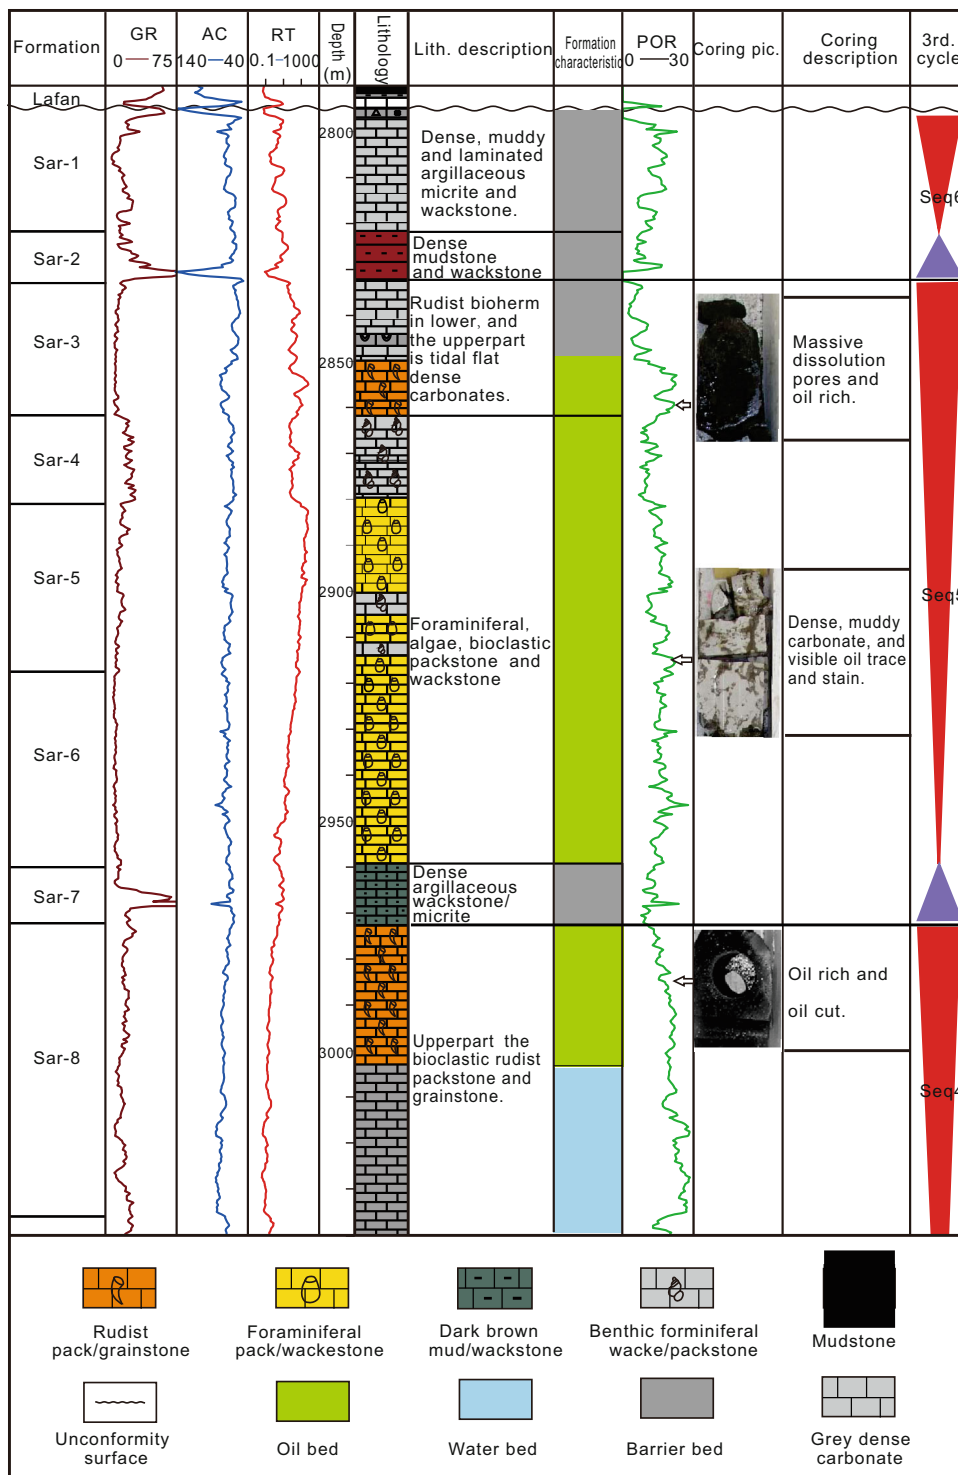 Formation
GR
0 75
AC
140 40
RT
0.1 1000
Depth
(m)
Lithology
Lith. description
Formation
characteristic
POR
0 30
Coring pic.
Coring
description
3rd.
cycle
Lafan
Sar-1
Sar-2
Sar-3
Sar-4
Sar-5
Sar-6
Sar-7
Sar-8
2800
2850
2900
2950
3000
Dense, muddy
and laminated
argillaceous
micrite and
wackstone.
Dense
mudstone
and wackstone
Rudist bioherm
in lower, and
the upperpart
is tidal flat
dense
carbonates.
Foraminiferal,
algae, bioclastic
packstone and
wackstone
Dense
argillaceous
wackstone/
micrite
Upperpart the
bioclastic rudist
packstone and
grainstone.
Massive
dissolution
pores and
oil rich.
Dense, muddy
carbonate, and
visible oil trace
and stain.
Oil rich and
oil cut.
Seq6
Seq5
Seq4
Rudist
pack/grainstone
Foraminiferal
pack/wackestone
Dark brown
mud/wackstone
Benthic forminiferal
wacke/packstone
Mudstone
Unconformity
surface
Oil bed
Water bed
Barrier bed
Grey dense
carbonate